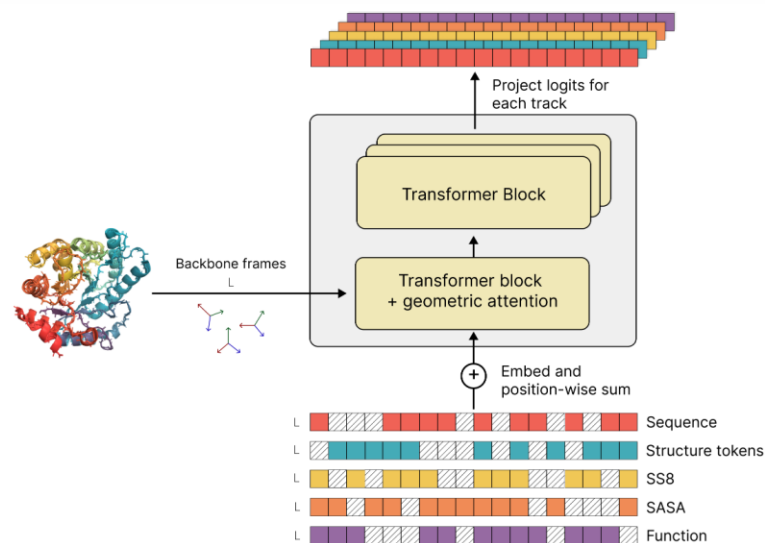 Project logits for
each track
Transformer Block
Backbone frames
L
Transformer block
+ geometric attention
+
Embed and
position-wise sum
L Sequence
L Structure tokens
L SS8
L SASA
L Function